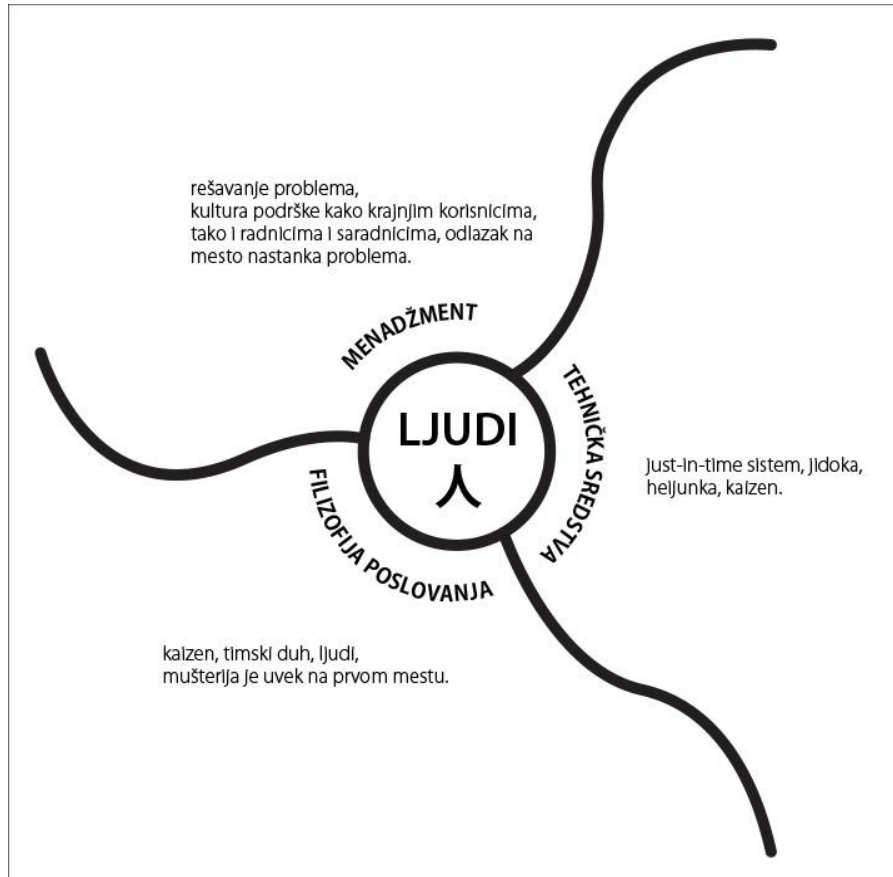 rešavanje problema,
kultura podrške kako krajnjim korisnicima,
tako i radnicima i saradnicima, odlazak na
mesto nastanka problema.
MENADŽMENT
LJUDI
人
TEHNIČKA SREDSTVA
just-in-time sistem, jidoka,
heijunka, kaizen.
FILIZOFIJA POSLOVANJA
kaizen, timski duh, ljudi,
mušterija je uvek na prvom mestu.